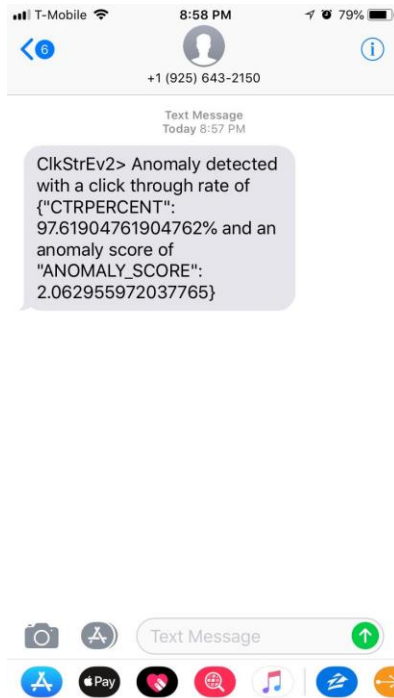 T-Mobile 8:58 PM 79%
6
+1 (925) 643-2150
Text Message
Today 8:57 PM
ClkStrEv2> Anomaly detected
with a click through rate of
{"CTRPERCENT":
97.61904761904762% and an
anomaly score of
"ANOMALY_SCORE":
2.062955972037765}
Text Message
Pay